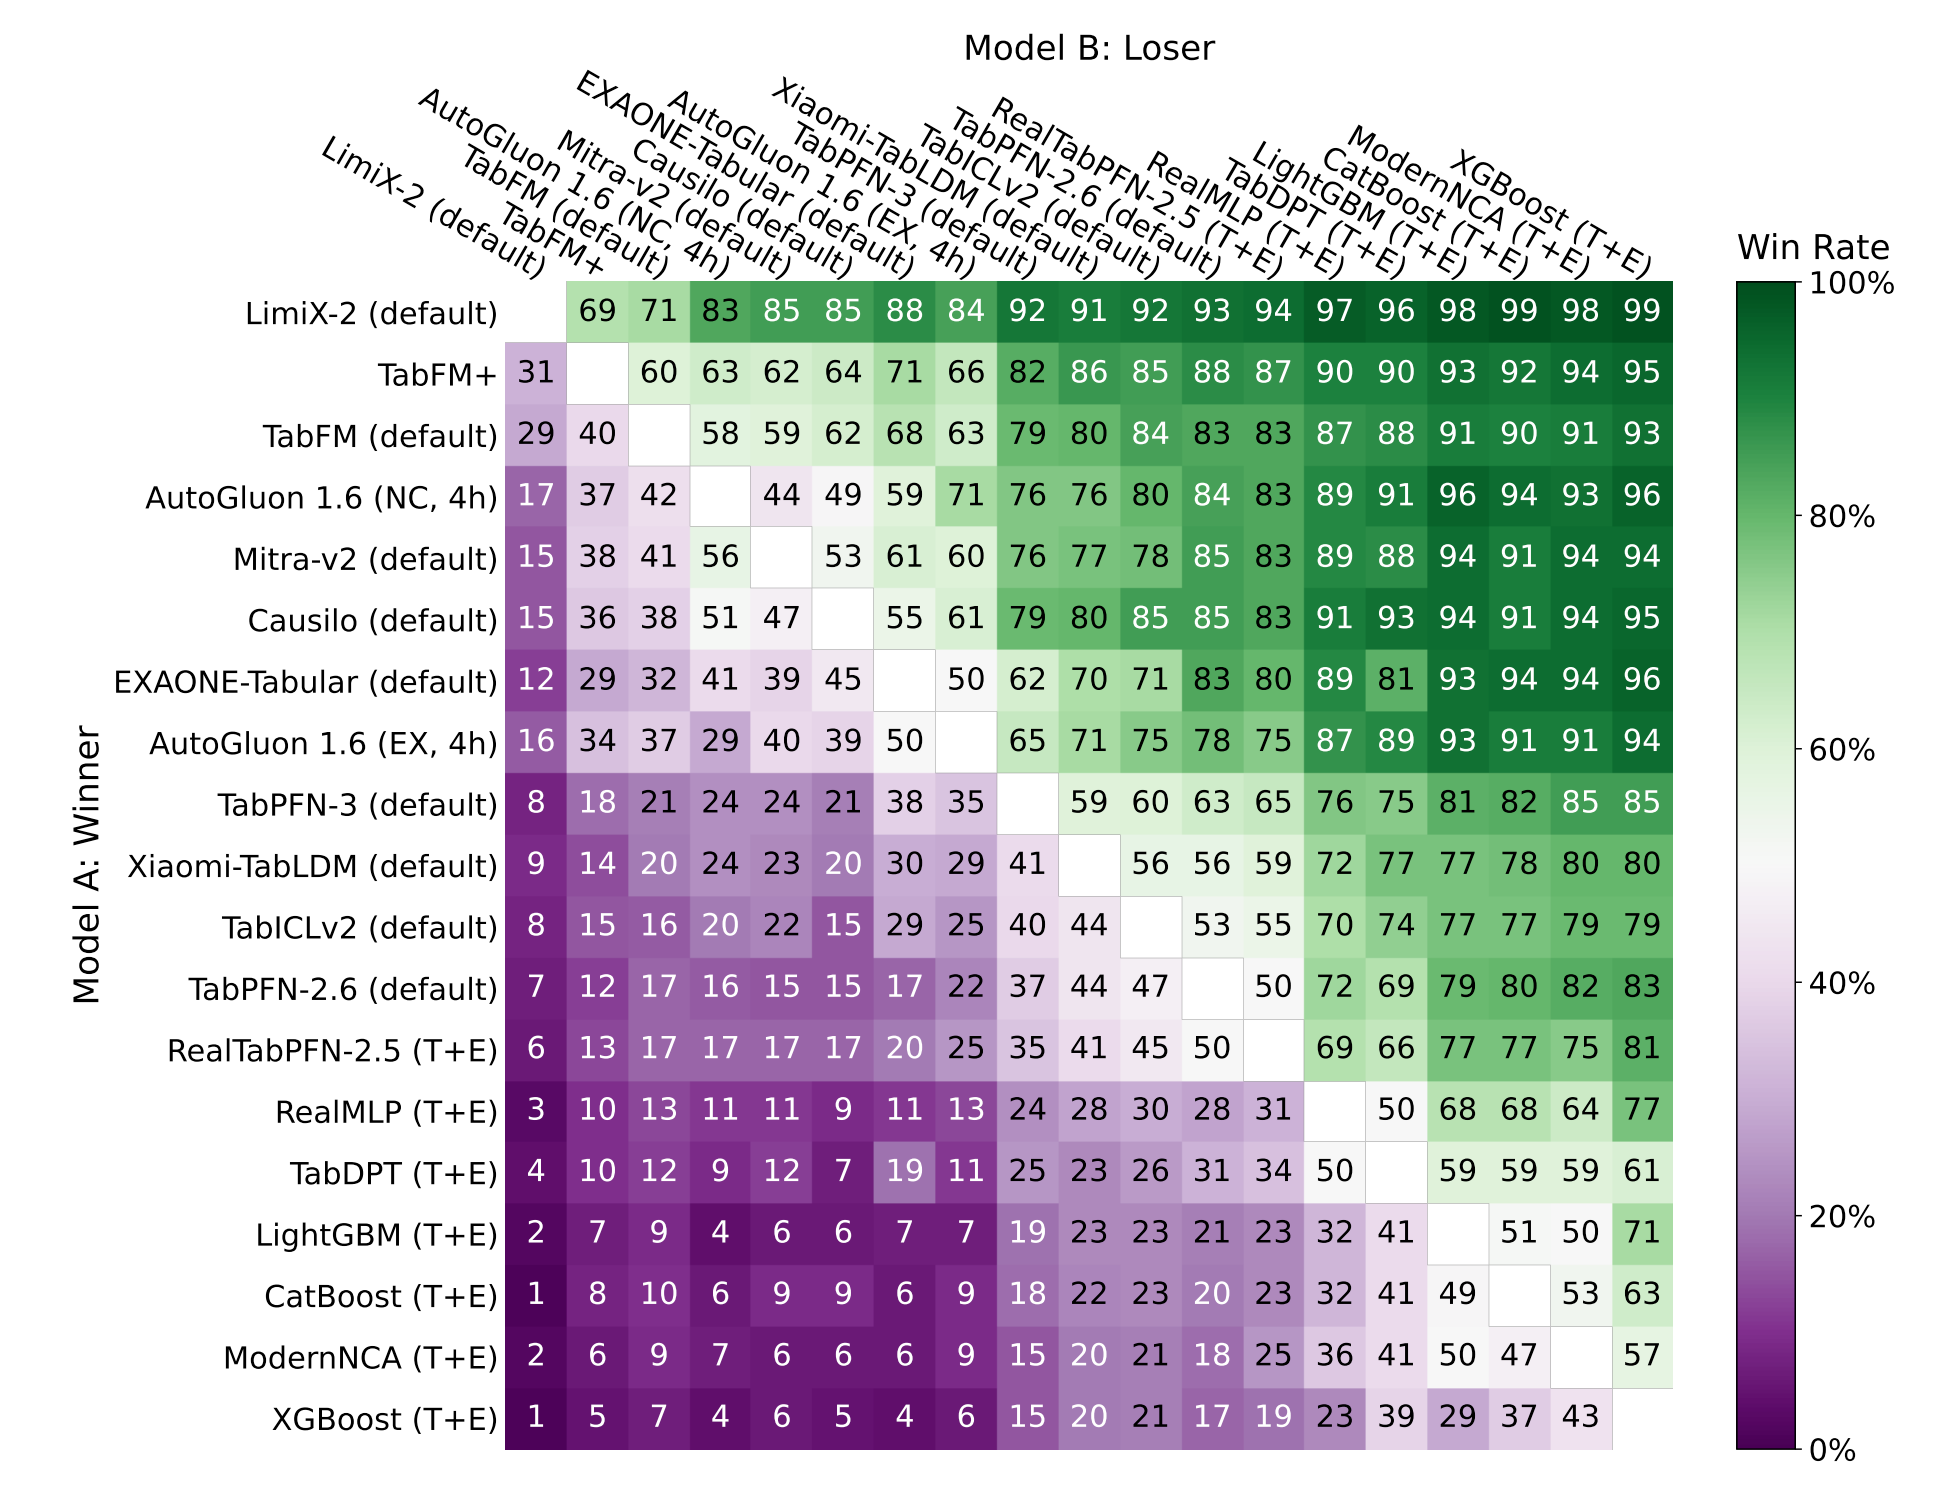 Model B: Loser
LimiX-2 (default)
TabFM+
TabFM (default)
AutoGluon 1.6 (NC, 4h)
Mitra-v2 (default)
Causilo (default)
EXAONE-Tabular (default)
AutoGluon 1.6 (EX, 4h)
TabPFN-3 (default)
Xiaomi-TabLDM (default)
TabICLv2 (default)
TabPFN-2.6 (default)
RealTabPFN-2.5 (T+E)
RealMLP (T+E)
TabDPT (T+E)
LightGBM (T+E)
CatBoost (T+E)
ModernNCA (T+E)
XGBoost (T+E)
Model A: Winner
LimiX-2 (default) 69 71 83 85 85 88 84 92 91 92 93 94 97 96 98 99 98 99
TabFM+ 31 60 63 62 64 71 66 82 86 85 88 87 90 90 93 92 94 95
TabFM (default) 29 40 58 59 62 68 63 79 80 84 83 83 87 88 91 90 91 93
AutoGluon 1.6 (NC, 4h) 17 37 42 44 49 59 71 76 76 80 84 83 89 91 96 94 93 96
Mitra-v2 (default) 15 38 41 56 53 61 60 76 77 78 85 83 89 88 94 91 94 94
Causilo (default) 15 36 38 51 47 55 61 79 80 85 85 83 91 93 94 91 94 95
EXAONE-Tabular (default) 12 29 32 41 39 45 50 62 70 71 83 80 89 81 93 94 94 96
AutoGluon 1.6 (EX, 4h) 16 34 37 29 40 39 50 65 71 75 78 75 87 89 93 91 91 94
TabPFN-3 (default) 8 18 21 24 24 21 38 35 59 60 63 65 76 75 81 82 85 85
Xiaomi-TabLDM (default) 9 14 20 24 23 20 30 29 41 56 56 59 72 77 77 78 80 80
TabICLv2 (default) 8 15 16 20 22 15 29 25 40 44 53 55 70 74 77 77 79 79
TabPFN-2.6 (default) 7 12 17 16 15 15 17 22 37 44 47 50 72 69 79 80 82 83
RealTabPFN-2.5 (T+E) 6 13 17 17 17 17 20 25 35 41 45 50 69 66 77 77 75 81
RealMLP (T+E) 3 10 13 11 11 9 11 13 24 28 30 28 31 50 68 68 64 77
TabDPT (T+E) 4 10 12 9 12 7 19 11 25 23 26 31 34 50 59 59 59 61
LightGBM (T+E) 2 7 9 4 6 6 7 7 19 23 23 21 23 32 41 51 50 71
CatBoost (T+E) 1 8 10 6 9 9 6 9 18 22 23 20 23 32 41 49 53 63
ModernNCA (T+E) 2 6 9 7 6 6 6 9 15 20 21 18 25 36 41 50 47 57
XGBoost (T+E) 1 5 7 4 6 5 4 6 15 20 21 17 19 23 39 29 37 43
Win Rate
100%
80%
60%
40%
20%
0%